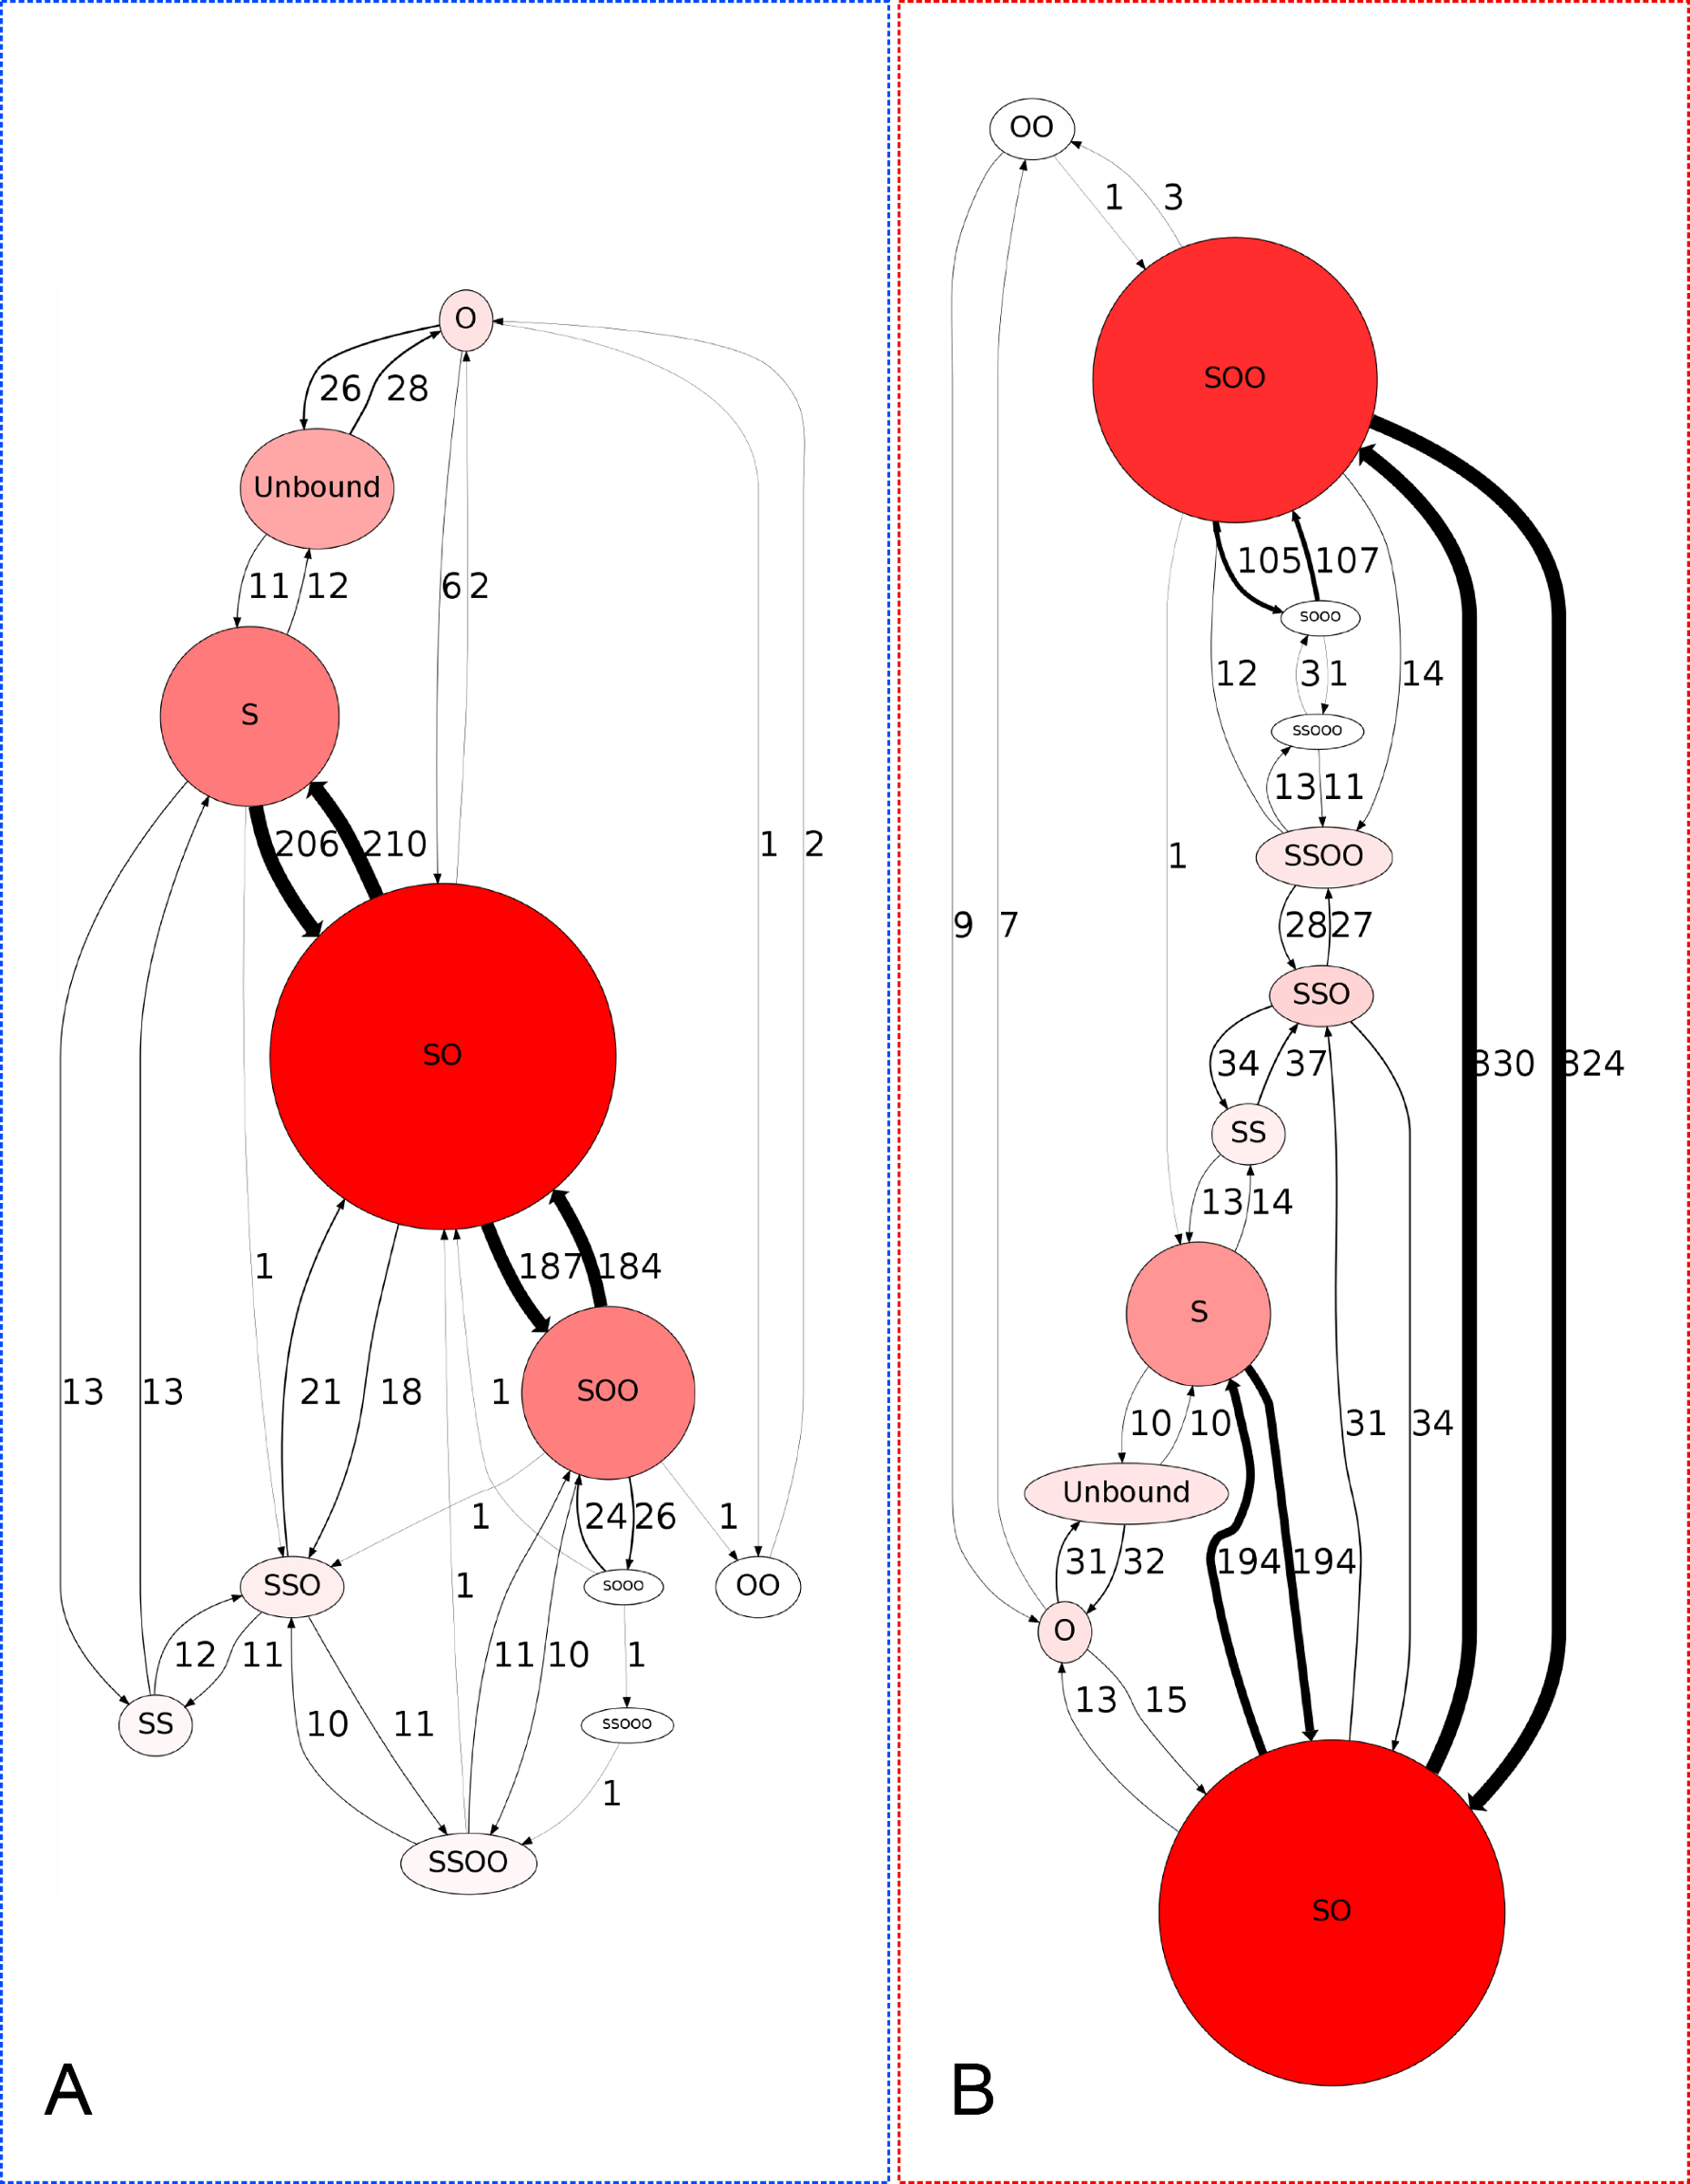 O
26 28
Unbound
11 12 6 2
S
206 210 1 2
SO
1 187 184
13 13 21 18 1 SOO
1 24 26 1
SSO 1 sooo OO
12 11 11 10 1
SS 10 11 ssooo
1
SSOO
A
OO
1 3
SOO
105 107
sooo
12 3 1 14
ssooo
13 11
1 SSOO
9 7 28 27
SSO
34 37 330 324
SS
13 14
S
10 10 31 34
Unbound
31 32 194 194
O
13 15
SO
B